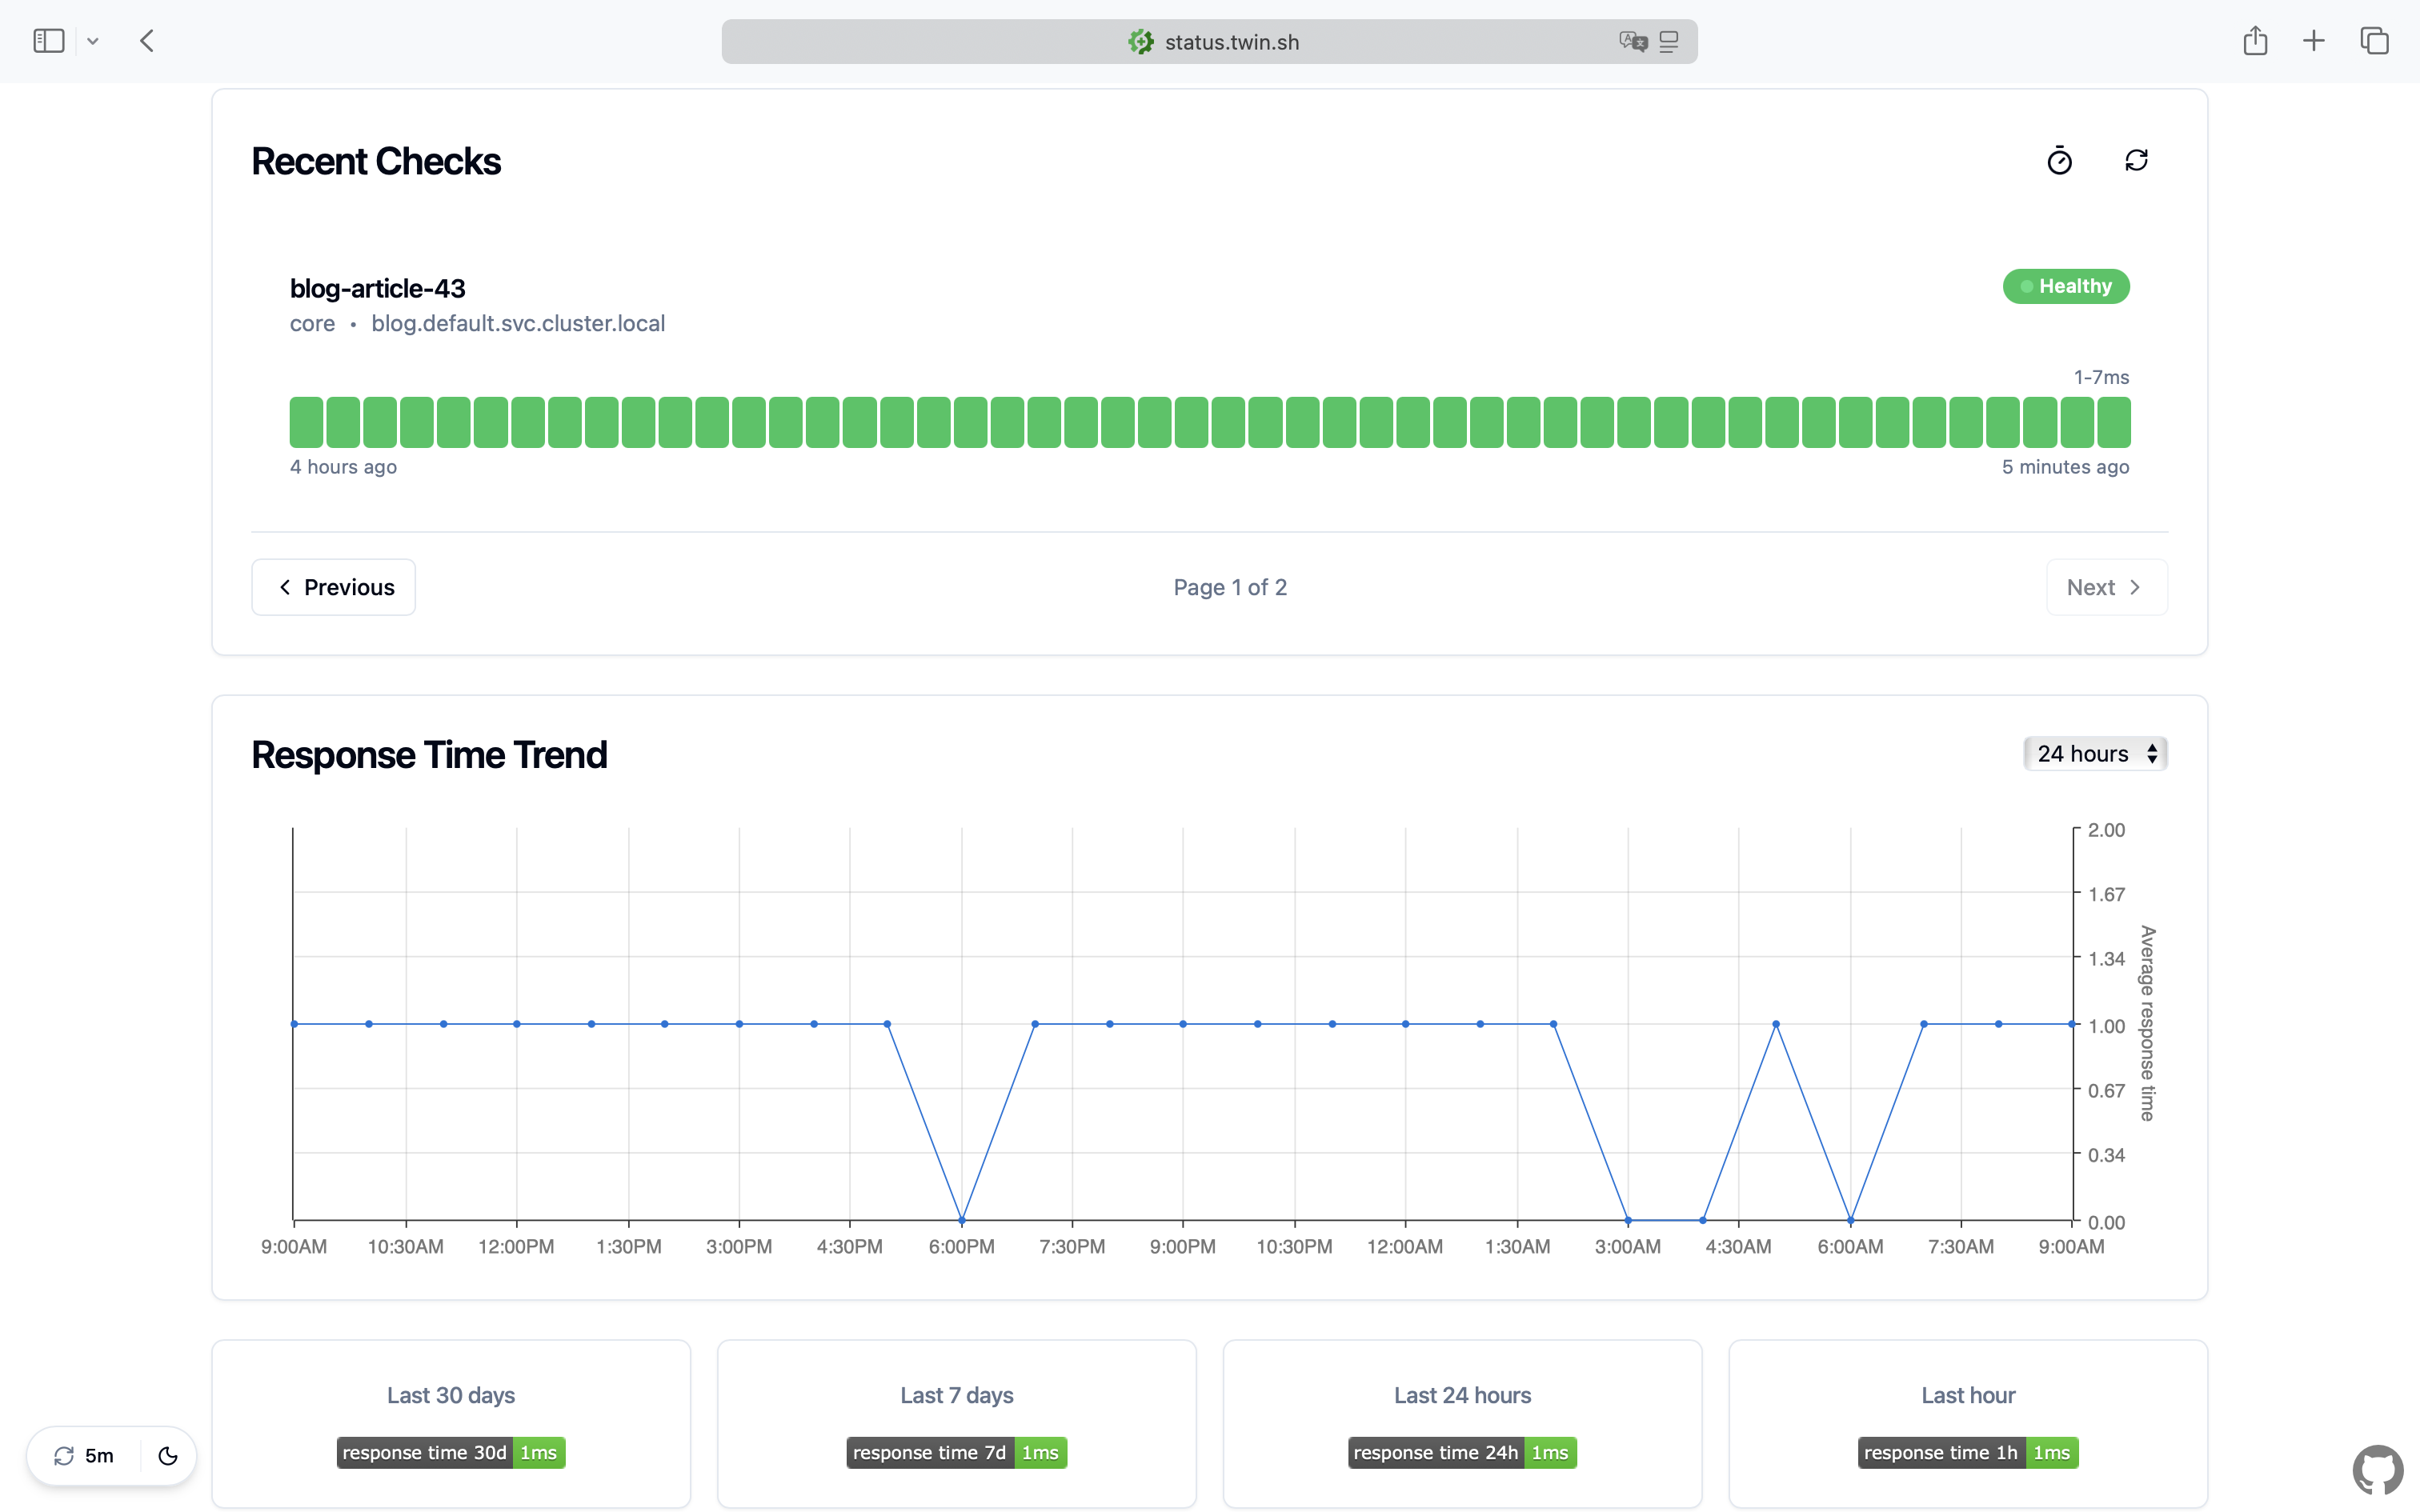 status.twin.sh
Recent Checks
blog-article-43
Healthy
core • blog.default.svc.cluster.local
1-7ms
4 hours ago
5 minutes ago
Previous
Page 1 of 2
Next
Response Time Trend
24 hours
2.00
1.67
1.34
1.00
0.67
0.34
0.00
Average response time
9:00AM 10:30AM 12:00PM 1:30PM 3:00PM 4:30PM 6:00PM 7:30PM 9:00PM 10:30PM 12:00AM 1:30AM 3:00AM 4:30AM 6:00AM 7:30AM 9:00AM
Last 30 days
response time 30d 1ms
Last 7 days
response time 7d 1ms
Last 24 hours
response time 24h 1ms
Last hour
response time 1h 1ms
5m